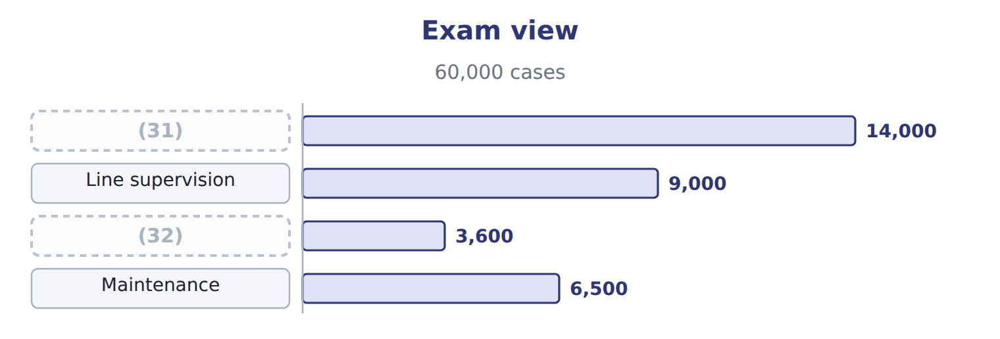 Exam view
60,000 cases
(31)
14,000
Line supervision
9,000
(32)
3,600
Maintenance
6,500